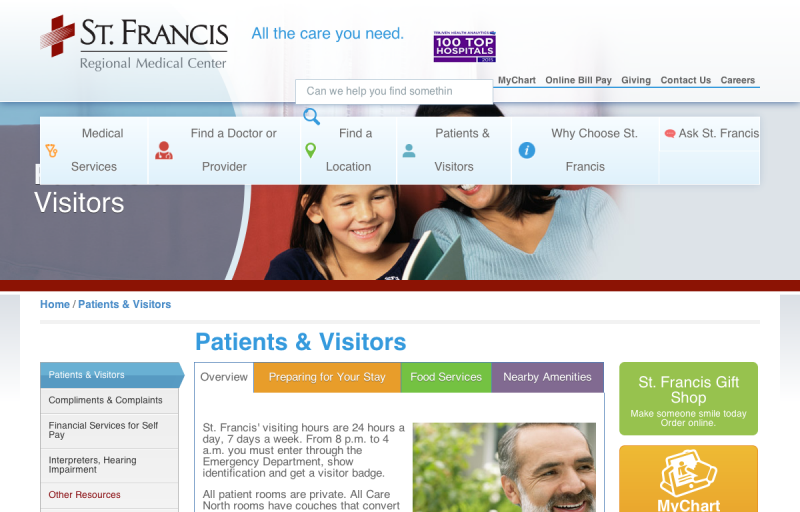 ST. FRANCIS
Regional Medical Center
All the care you need.
TRUVEN HEALTH ANALYTICS
100 TOP
HOSPITALS
2015
Can we help you find somethin
MyChart Online Bill Pay Giving Contact Us Careers
Medical Services
Find a Doctor or Provider
Find a Location
Patients & Visitors
Why Choose St. Francis
Ask St. Francis
Visitors
Home / Patients & Visitors
Patients & Visitors
Patients & Visitors
Compliments & Complaints
Financial Services for Self
Pay
Interpreters, Hearing
Impairment
Other Resources
Overview Preparing for Your Stay Food Services Nearby Amenities
St. Francis' visiting hours are 24 hours a
day, 7 days a week. From 8 p.m. to 4
a.m. you must enter through the
Emergency Department, show
identification and get a visitor badge.
All patient rooms are private. All Care
North rooms have couches that convert
St. Francis Gift
Shop
Make someone smile today
Order online.
MyChart